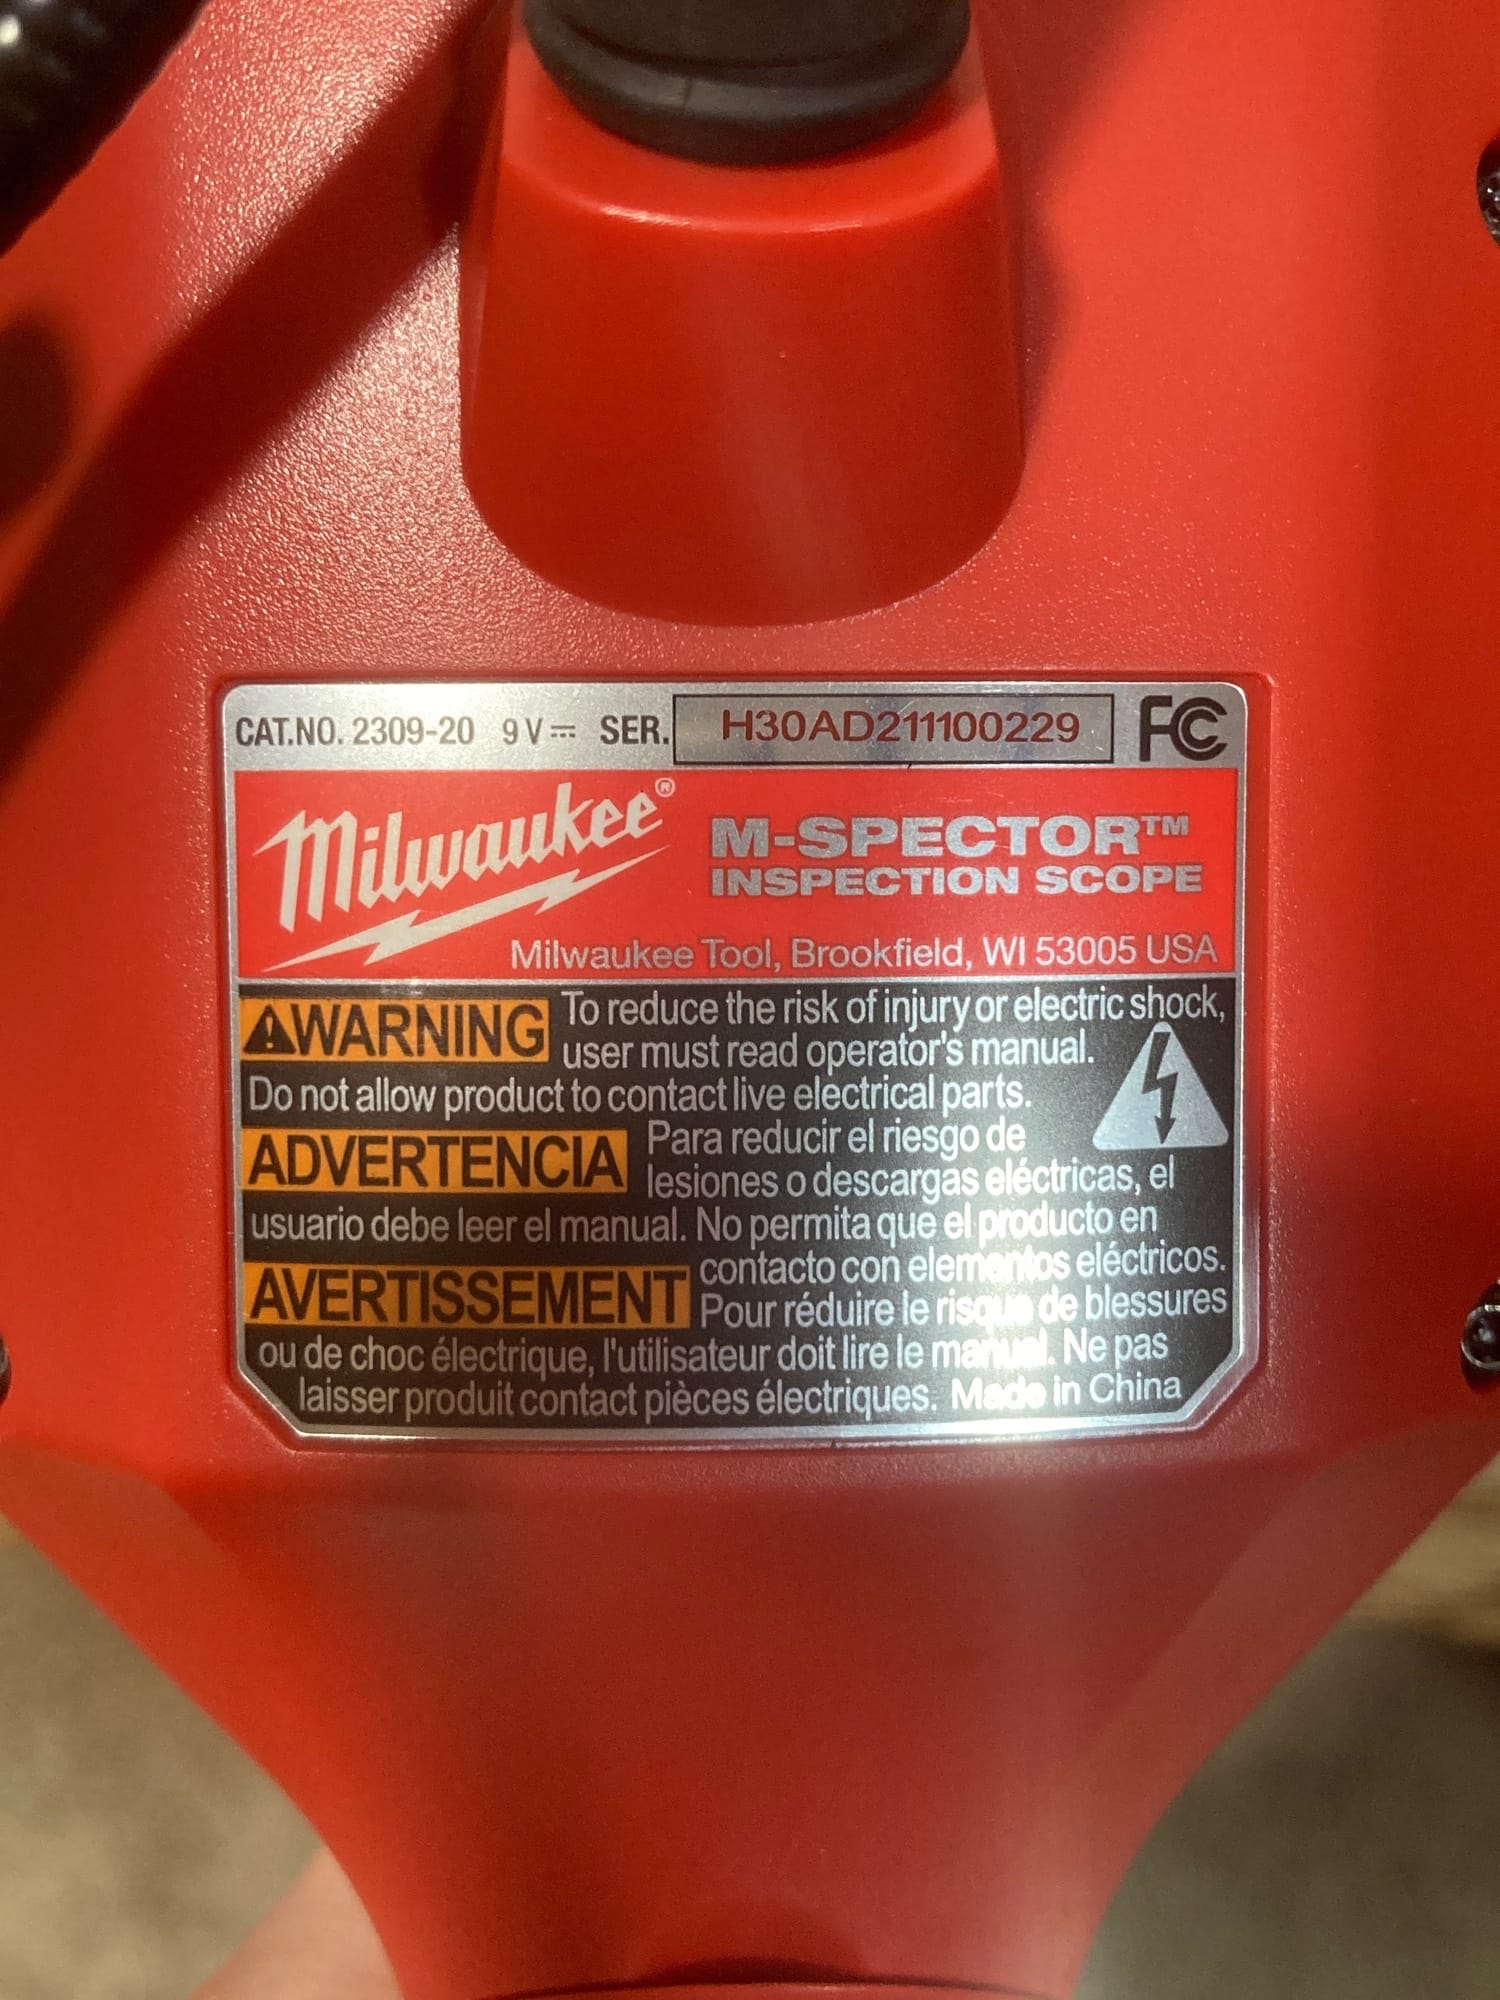 CAT.NO. 2309-20 9 V ⎓ SER. H30AD211100229 FC
Milwaukee®
M-SPECTOR™
INSPECTION SCOPE
Milwaukee Tool, Brookfield, WI 53005 USA
⚠WARNING To reduce the risk of injury or electric shock,
user must read operator's manual.
Do not allow product to contact live electrical parts.
ADVERTENCIA Para reducir el riesgo de
lesiones o descargas eléctricas, el
usuario debe leer el manual. No permita que el producto en
contacto con elementos eléctricos.
AVERTISSEMENT Pour réduire le risque de blessures
ou de choc électrique, l'utilisateur doit lire le manual. Ne pas
laisser produit contact pièces électriques. Made in China